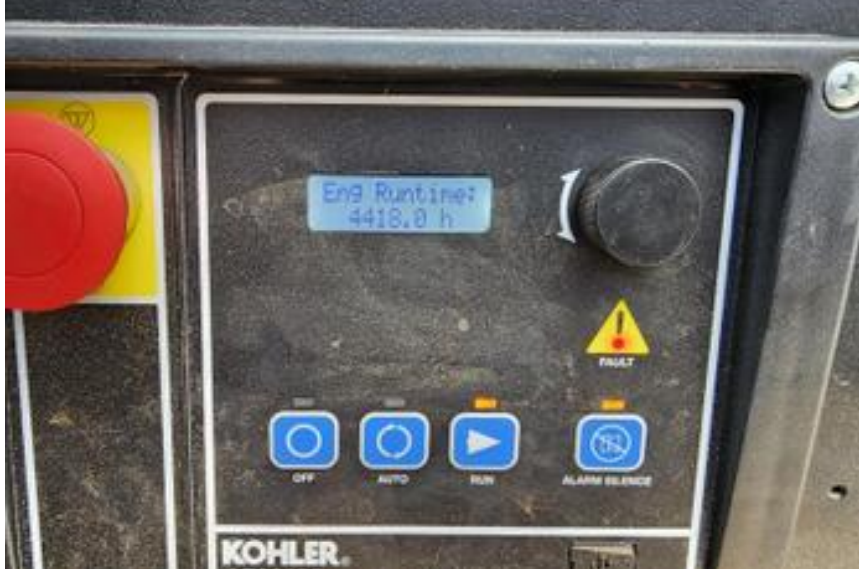 Eng Runtime:
4418.0 h
FAULT
OFF
AUTO
RUN
ALARM SILENCE
KOHLER®